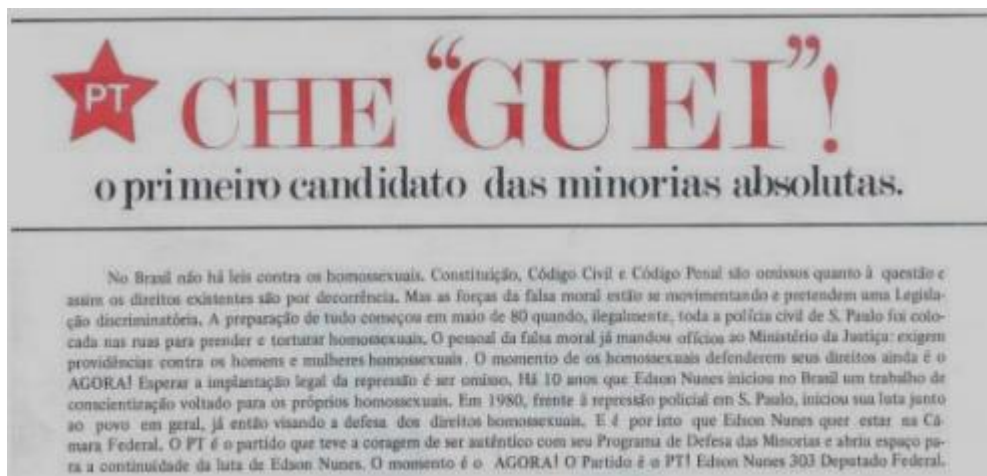 PT CHE “GUEI”!
o primeiro candidato das minorias absolutas.
No Brasil não há leis contra os homossexuais. Constituição, Código Civil e Código Penal são omissos quanto à questão e
assim os direitos existentes são por decorrência. Mas as forças da falsa moral estão se movimentando e pretendem uma Legisla-
ção discriminatória. A preparação de tudo começou em maio de 80 quando, ilegalmente, toda a polícia civil de S. Paulo foi colo-
cada nas ruas para prender e torturar homossexuais. O pessoal da falsa moral já mandou ofícios ao Ministério da Justiça: exigem
providências contra os homens e mulheres homossexuais. O momento de os homossexuais defenderem seus direitos ainda é o
AGORA! Esperar a implantação legal da repressão é ser omisso. Há 10 anos que Edson Nunes iniciou no Brasil um trabalho de
conscientização voltado para os próprios homossexuais. Em 1980, frente à repressão policial em S. Paulo, iniciou sua luta junto
ao povo em geral, já então visando a defesa dos direitos homossexuais. E é por isto que Edson Nunes quer estar na Câ-
mara Federal. O PT é o partido que teve a coragem de ser autêntico com seu Programa de Defesa das Minorias e abriu espaço pa-
ra a continuidade da luta de Edson Nunes. O momento é o AGORA! O Partido é o PT! Edson Nunes 303 Deputado Federal.